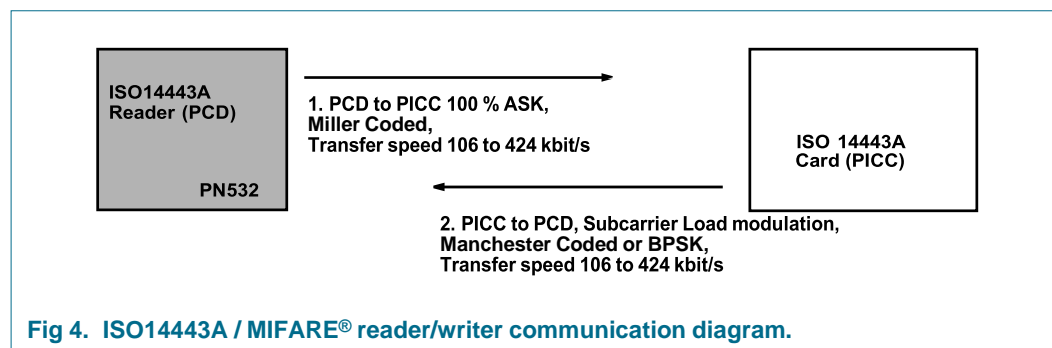 ISO14443A
Reader (PCD)
PN532
1. PCD to PICC 100 % ASK,
Miller Coded,
Transfer speed 106 to 424 kbit/s
ISO 14443A
Card (PICC)
2. PICC to PCD, Subcarrier Load modulation,
Manchester Coded or BPSK,
Transfer speed 106 to 424 kbit/s
Fig 4. ISO14443A / MIFARE® reader/writer communication diagram.